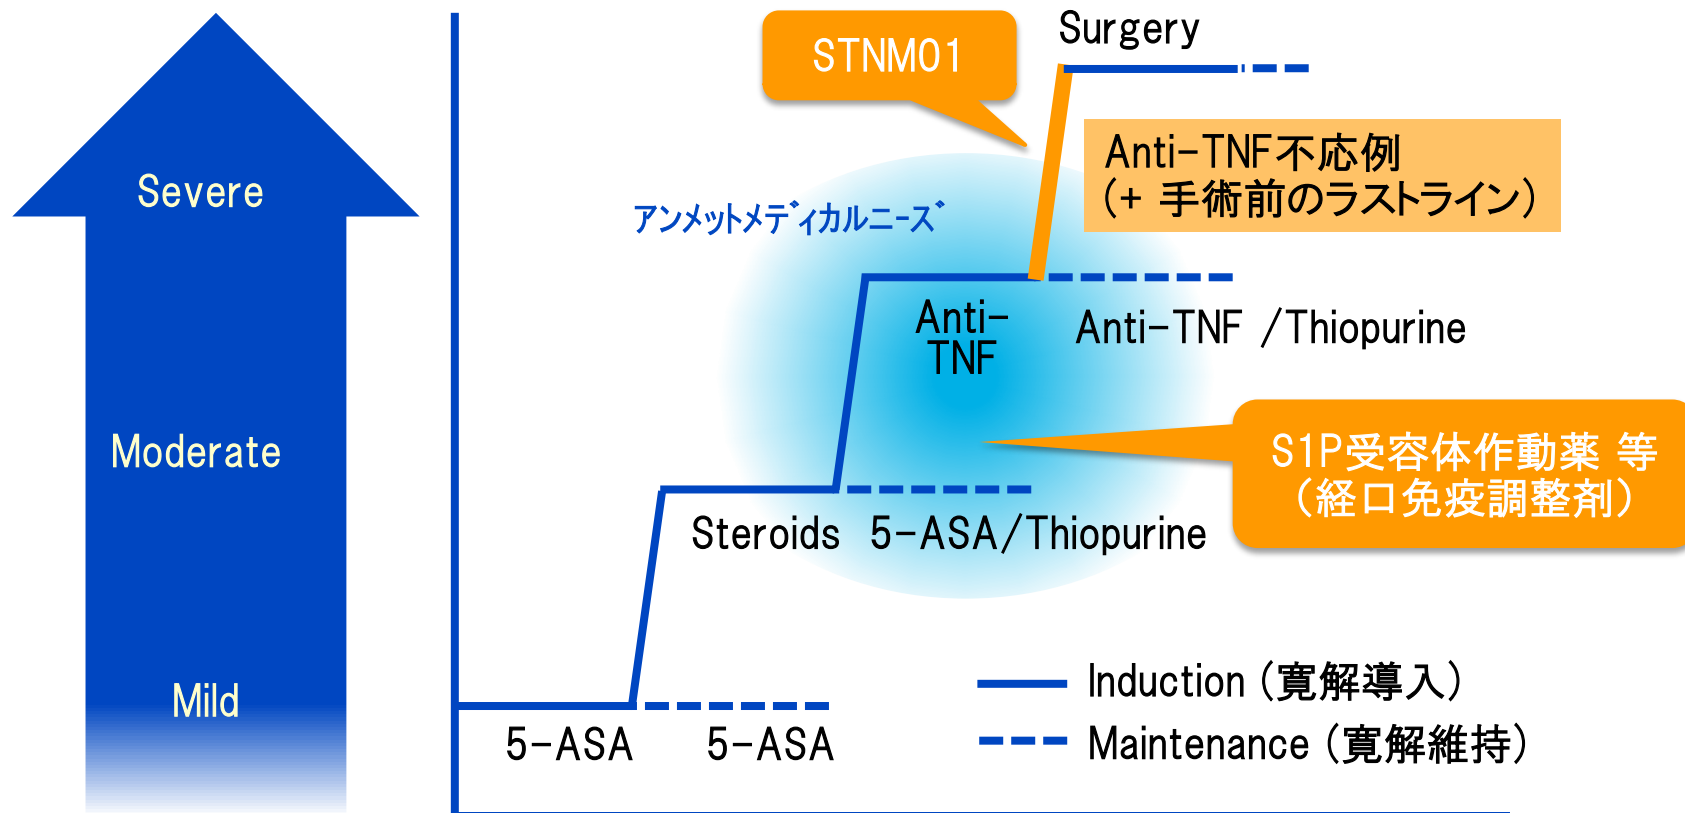 Surgery
STNM01
Anti-TNF不応例
(+ 手術前のラストライン)
Severe
アンメットメディカルニーズ
Anti-
TNF
Anti-TNF /Thiopurine
Moderate
S1P受容体作動薬 等
(経口免疫調整剤)
Steroids 5-ASA/Thiopurine
Mild
Induction (寛解導入)
5-ASA 5-ASA
Maintenance (寛解維持)